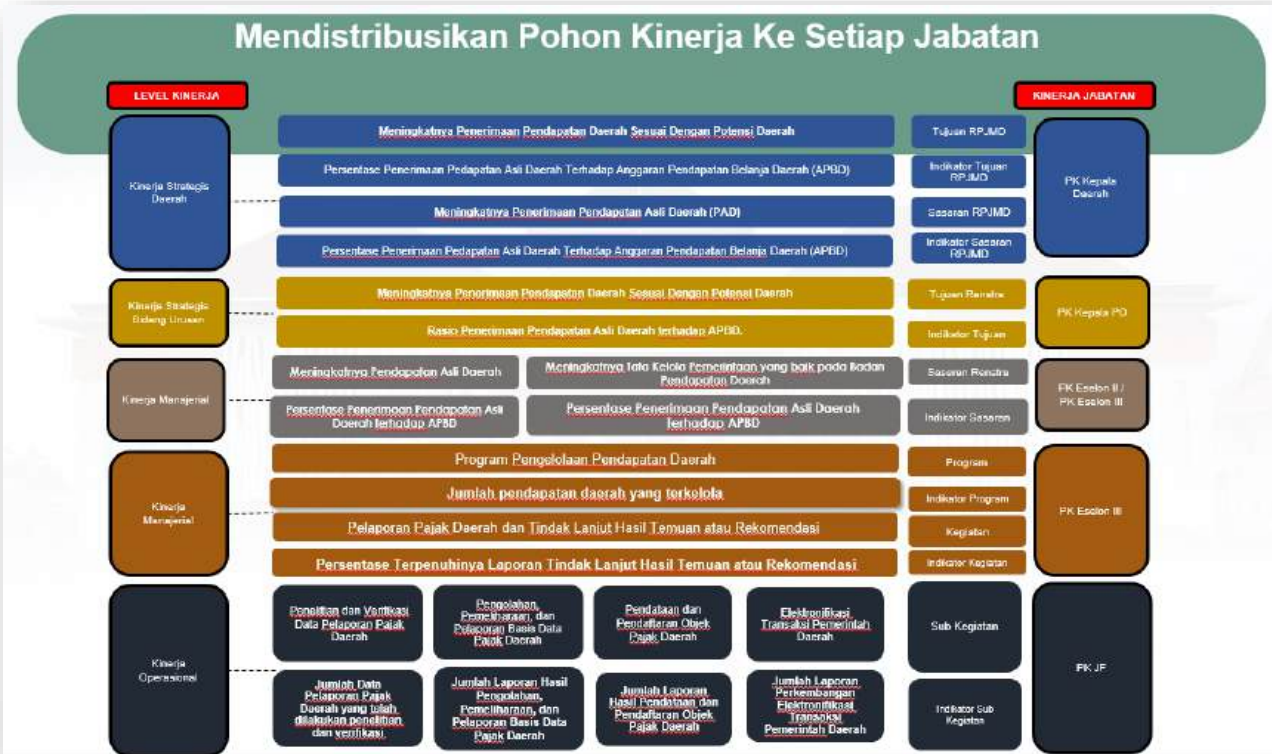 Mendistribusikan Pohon Kinerja Ke Setiap Jabatan
LEVEL KINERJA
KINERJA JABATAN
Kinerja Strategis
Daerah
Meningkatnya Penerimaan Pendapatan Daerah Sesuai Dengan Potensi Daerah
Tujuan RPJMD
Persentase Penerimaan Pedapatan Asli Daerah Terhadap Anggaran Pendapatan Belanja Daerah (APBD)
Indikator Tujuan
RPJMD
Meningkatnya Penerimaan Pendapatan Asli Daerah (PAD)
Sasaran RPJMD
Persentase Penerimaan Pedapatan Asli Daerah Terhadap Anggaran Pendapatan Belanja Daerah (APBD)
Indikator Sasaran
RPJMD
PK Kepala
Daerah
Kinerja Strategis
Bidang Urusan
Meningkatnya Penerimaan Pendapatan Daerah Sesuai Dengan Potensi Daerah
Tujuan Renstra
Rasio Penerimaan Pendapatan Asli Daerah terhadap APBD.
Indikator Tujuan
PK Kepala PD
Kinerja Manajerial
Meningkatnya Pendapatan Asli Daerah
Meningkatnya Tata Kelola Pemerintaan yang baik pada Badan
Pendapatan Daerah
Sasaran Renstra
Persentase Penerimaan Pendapatan Asli
Daerah terhadap APBD
Persentase Penerimaan Pendapatan Asli Daerah
terhadap APBD
Indikator Sasaran
PK Eselon II /
PK Eselon III
Kinerja
Manajerial
Program Pengelolaan Pendapatan Daerah
Program
Jumlah pendapatan daerah yang terkelola
Indikator Program
Pelaporan Pajak Daerah dan Tindak Lanjut Hasil Temuan atau Rekomendasi
Kegiatan
Persentase Terpenuhinya Laporan Tindak Lanjut Hasil Temuan atau Rekomendasi
Indikator Kegiatan
PK Eselon III
Kinerja
Operasional
Penelitian dan Verifikasi
Data Pelaporan Pajak
Daerah
Pengolahan,
Pemeliharaan, dan
Pelaporan Basis Data
Pajak Daerah
Pendataan dan
Pendaftaran Objek
Pajak Daerah
Elektronifikasi
Transaksi Pemerintah
Daerah
Sub Kegiatan
Jumlah Data
Pelaporan Pajak
Daerah yang telah
dilakukan penelitian
dan verifikasi
Jumlah Laporan Hasil
Pengolahan,
Pemeliharaan, dan
Pelaporan Basis Data
Pajak Daerah
Jumlah Laporan
Hasil Pendataan dan
Pendaftaran Objek
Pajak Daerah
Jumlah Laporan
Perkembangan
Elektronifikasi
Transaksi
Pemerintah Daerah
Indikator Sub
Kegiatan
PK JF